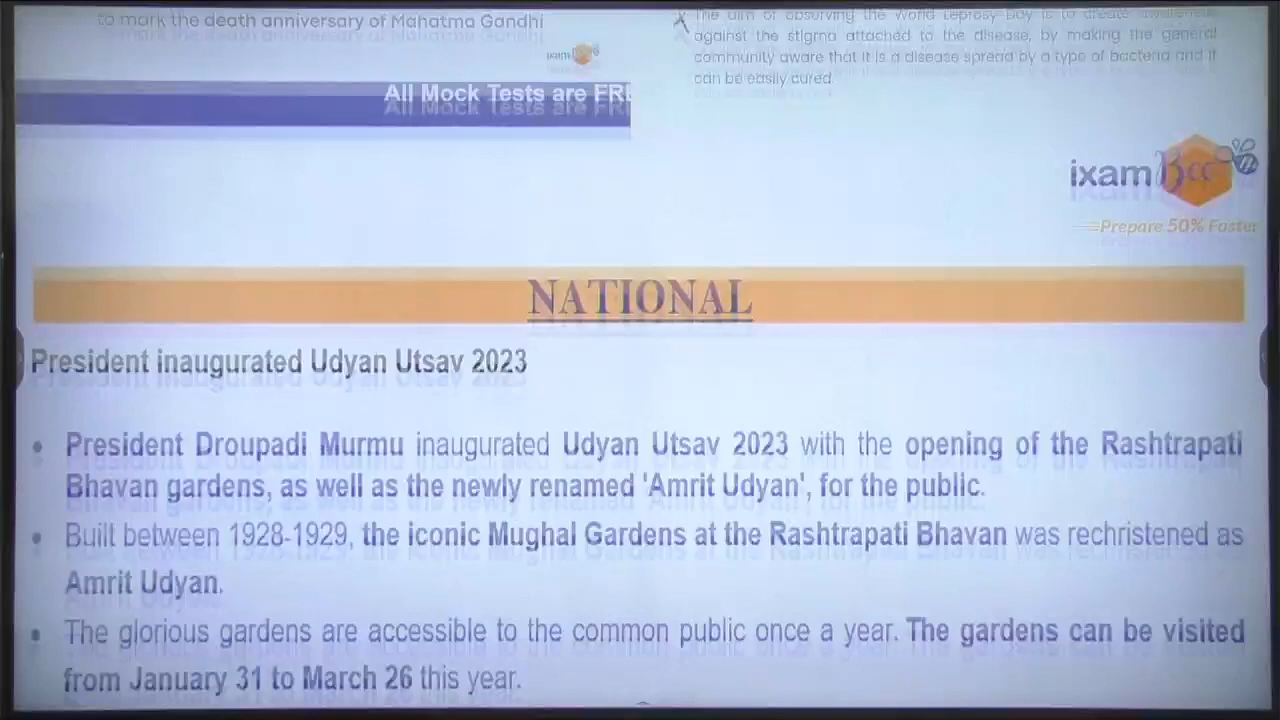 to mark the death anniversary of Mahatma Gandhi
ixamBee
All Mock Tests are FRE
The aim of observing the World Leprosy Day is to create awareness
against the stigma attached to the disease, by making the general
community aware that it is a disease spread by a type of bacteria and it
can be easily cured.
ixamBee
Prepare 50% Faster
NATIONAL
President inaugurated Udyan Utsav 2023
• President Droupadi Murmu inaugurated Udyan Utsav 2023 with the opening of the Rashtrapati
Bhavan gardens, as well as the newly renamed 'Amrit Udyan', for the public.
• Built between 1928-1929, the iconic Mughal Gardens at the Rashtrapati Bhavan was rechristened as
Amrit Udyan.
• The glorious gardens are accessible to the common public once a year. The gardens can be visited
from January 31 to March 26 this year.